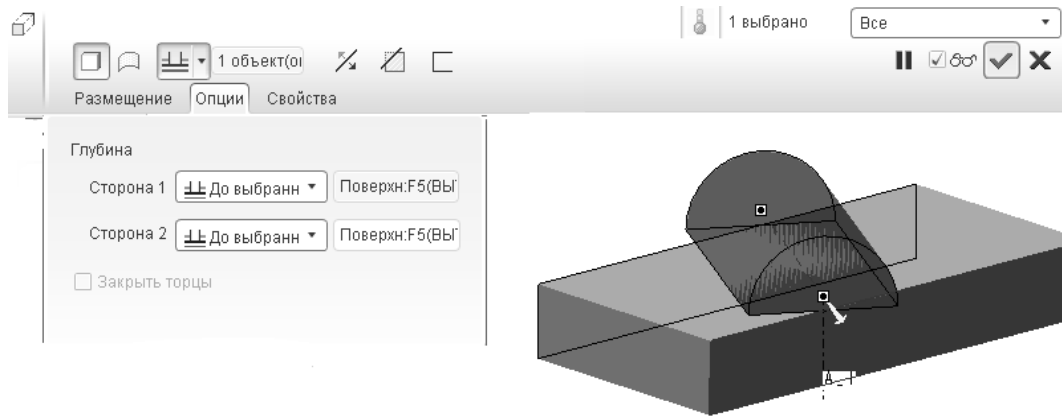 1 выбрано
Все
1 объект(ог
Размещение Опции Свойства
Глубина
Сторона 1 До выбранн Поверхн:F5(ВЫ
Сторона 2 До выбранн Поверхн:F5(ВЫ
Закрыть торцы